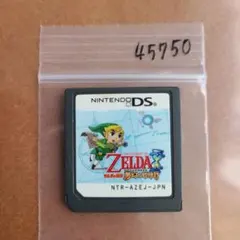 45750
NINTENDO DS
ZELDA
NTR-AZEJ-JPN